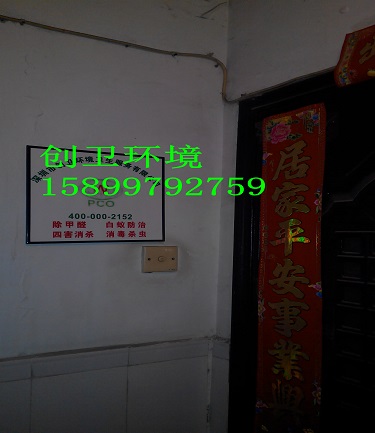 创卫环境
15899792759
PCO
400-000-2152
除甲醛 白蚁防治
四害消杀 消毒杀虫
居家平安事業興